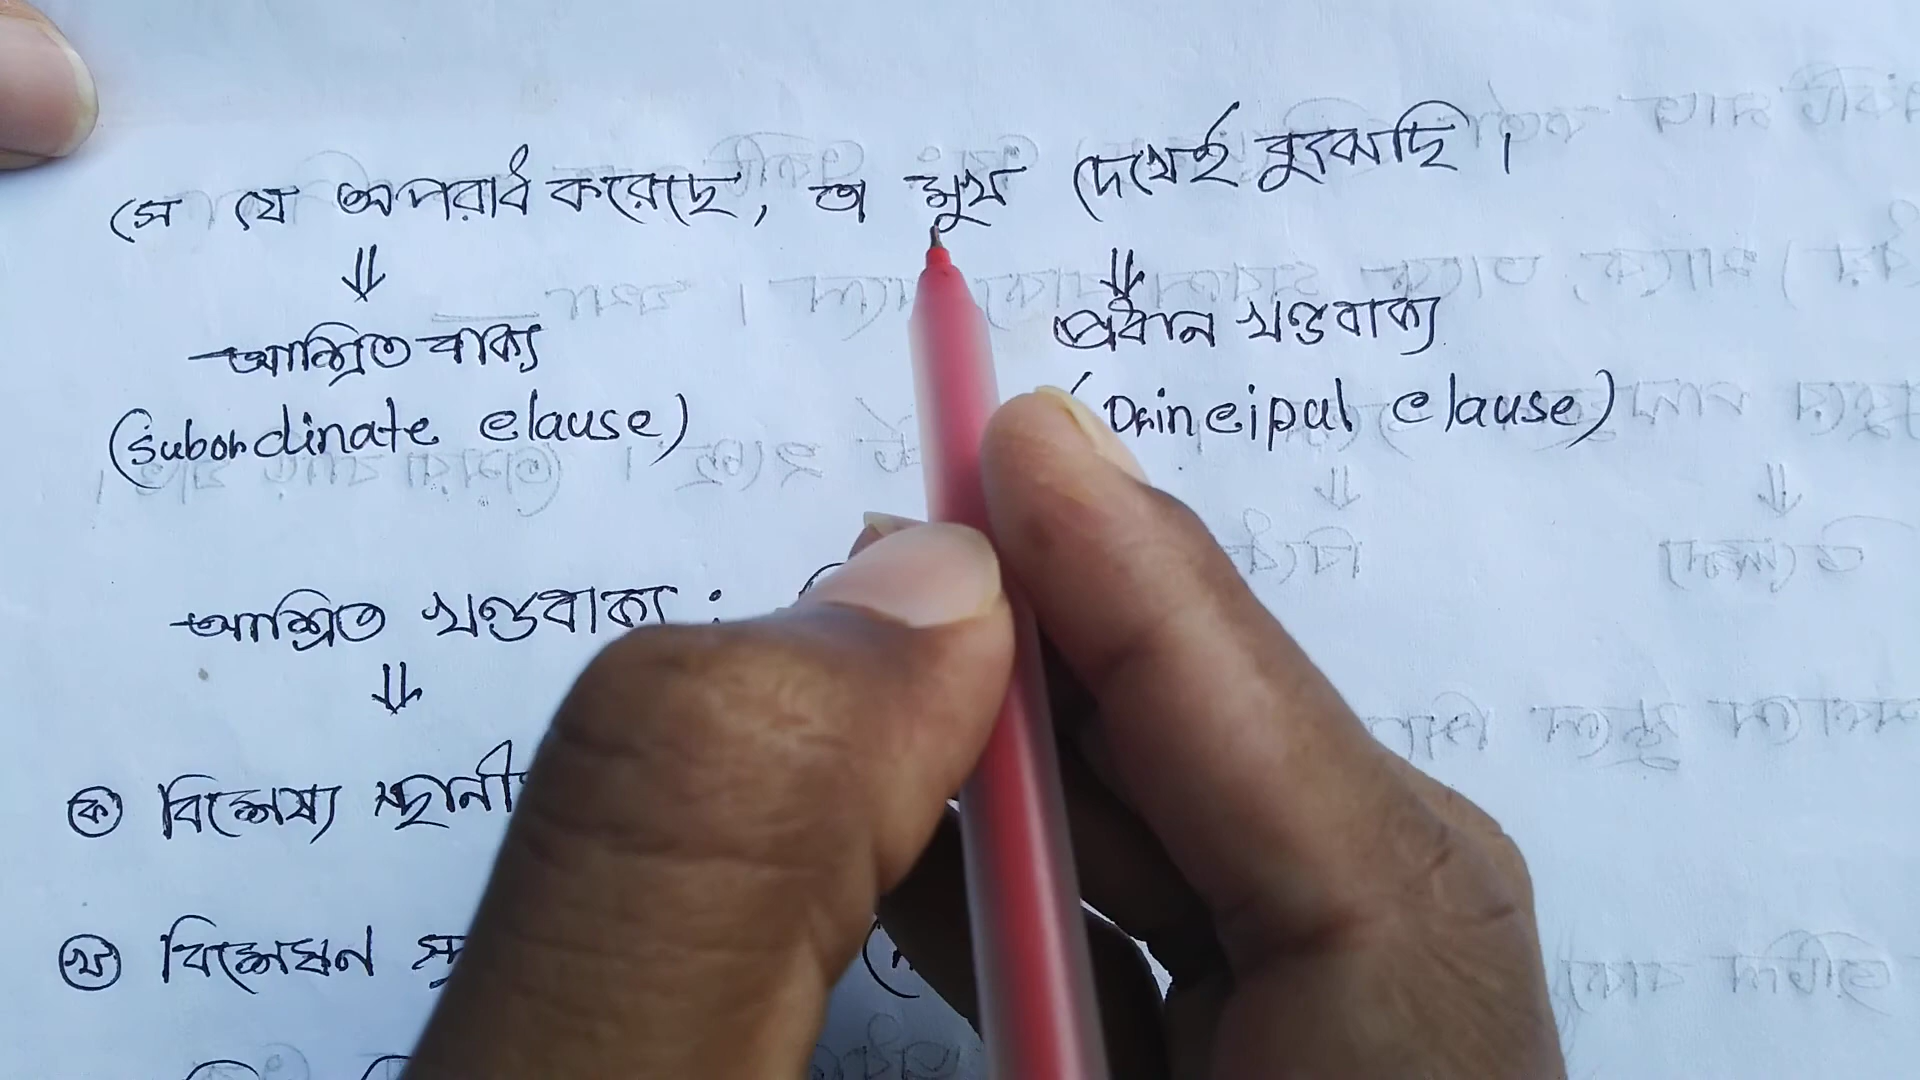 সে যে অপরাধ করেছে, তা মুখ দেখেই বুঝেছি।
⇓ ⇓
আশ্রিত বাক্য প্রধান খণ্ডবাক্য
(subordinate clause) (Principal clause)
আশ্রিত খণ্ডবাক্য :
⇓
ক বিশেষ্য স্থানী
খ বিশেষণ